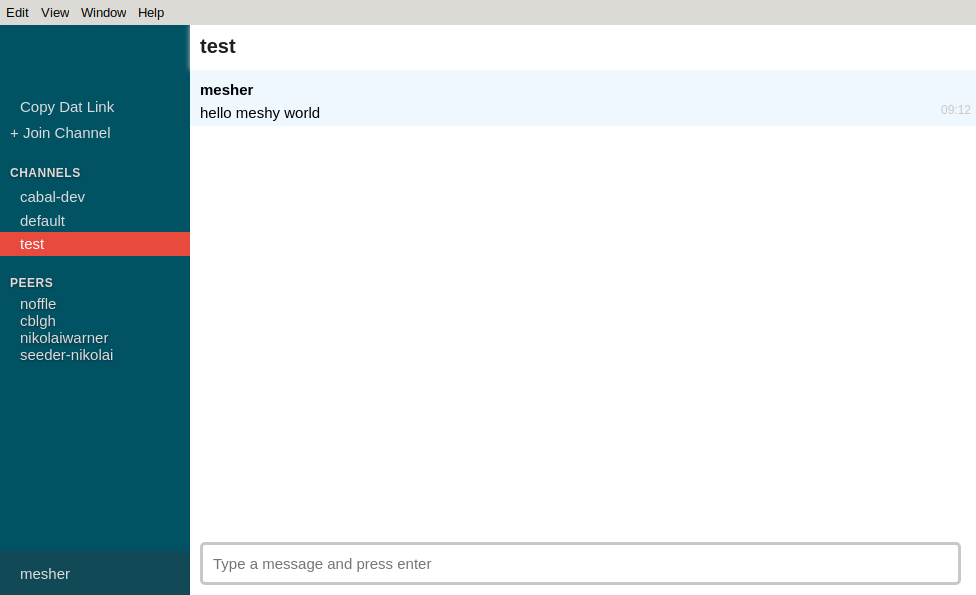 Edit View Window Help
Copy Dat Link
+ Join Channel
CHANNELS
cabal-dev
default
test
PEERS
noffle
cblgh
nikolaiwarner
seeder-nikolai
mesher
test
mesher
hello meshy world 09:12
Type a message and press enter